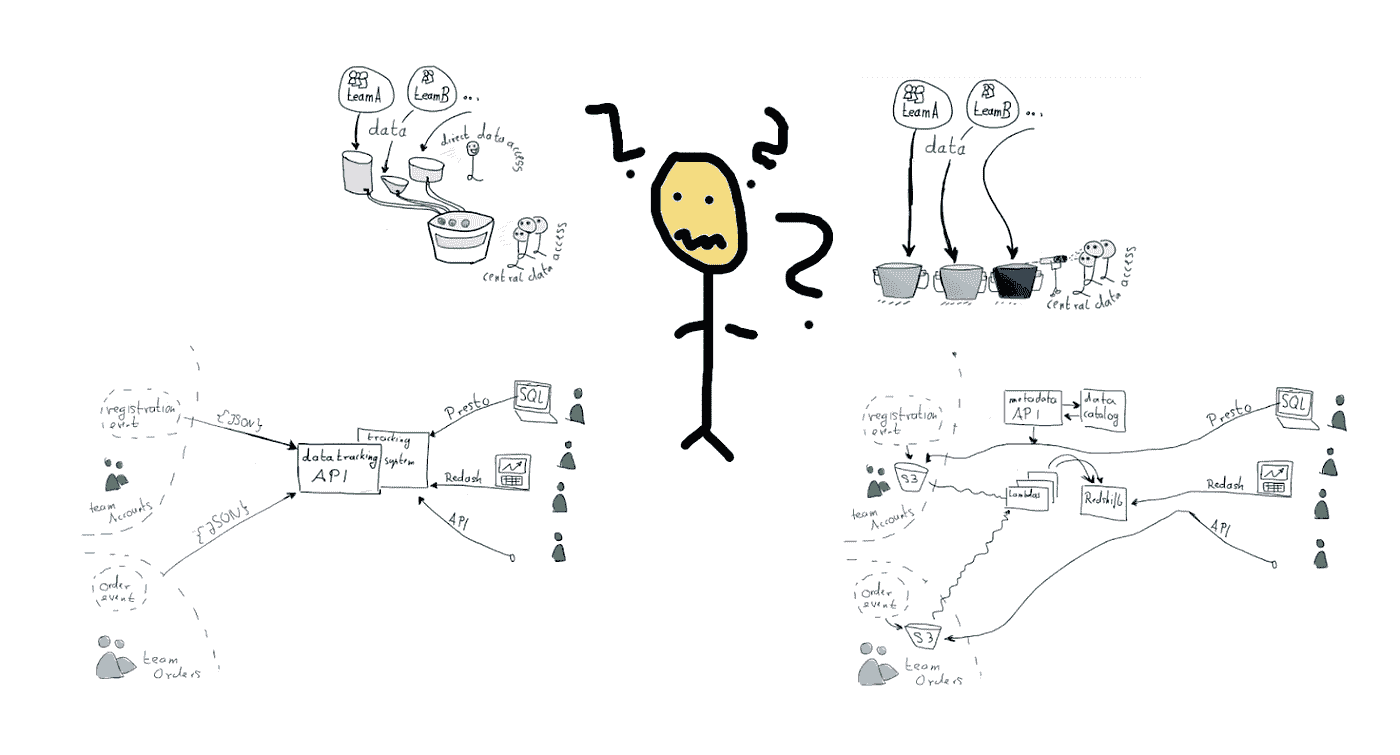 teamA
teamB
...
data
direct data access
central data access
?
?
?
teamA
teamB
...
data
central data access
registration
event
{JSON}
team
Accounts
{JSON}
order
event
team
Orders
tracking
system
datatracking
API
Presto
SQL
Redash
API
registration
event
S3
team
Accounts
metadata
API
data
catalog
Lambdas
Redshift
Presto
SQL
Redash
API
order
event
S3
team
Orders